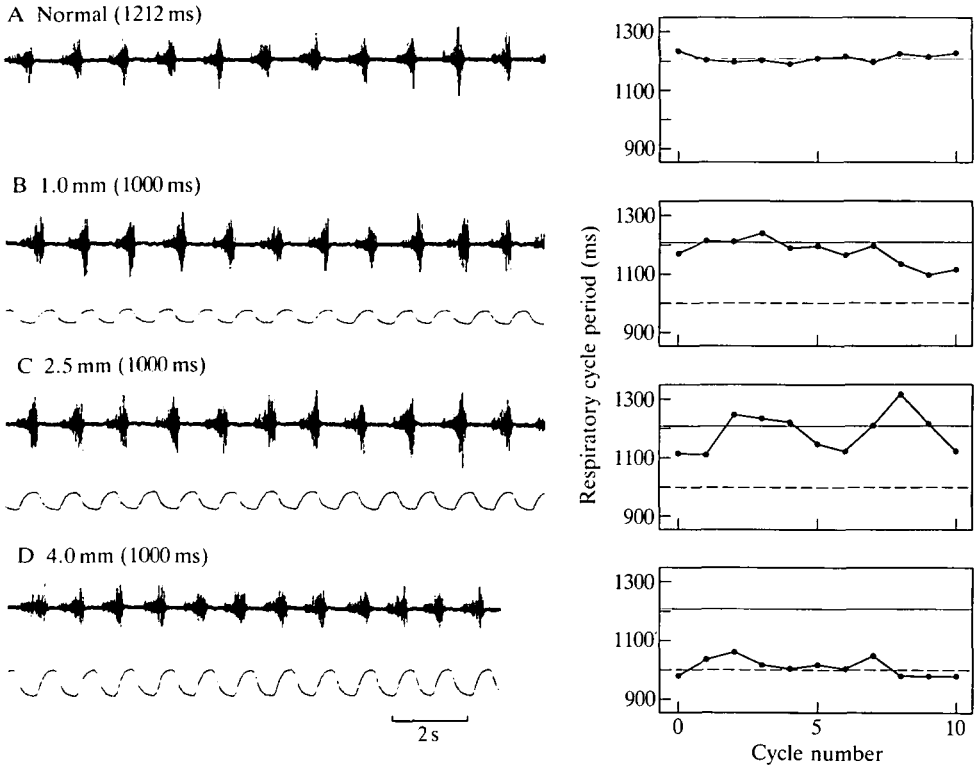 A Normal (1212 ms)
1300
1100
900
B 1.0 mm (1000 ms)
1300
1100
900
C 2.5 mm (1000 ms)
1300
1100
900
D 4.0 mm (1000 ms)
1300
1100
900
2 s
Respiratory cycle period (ms)
0 5 10
Cycle number